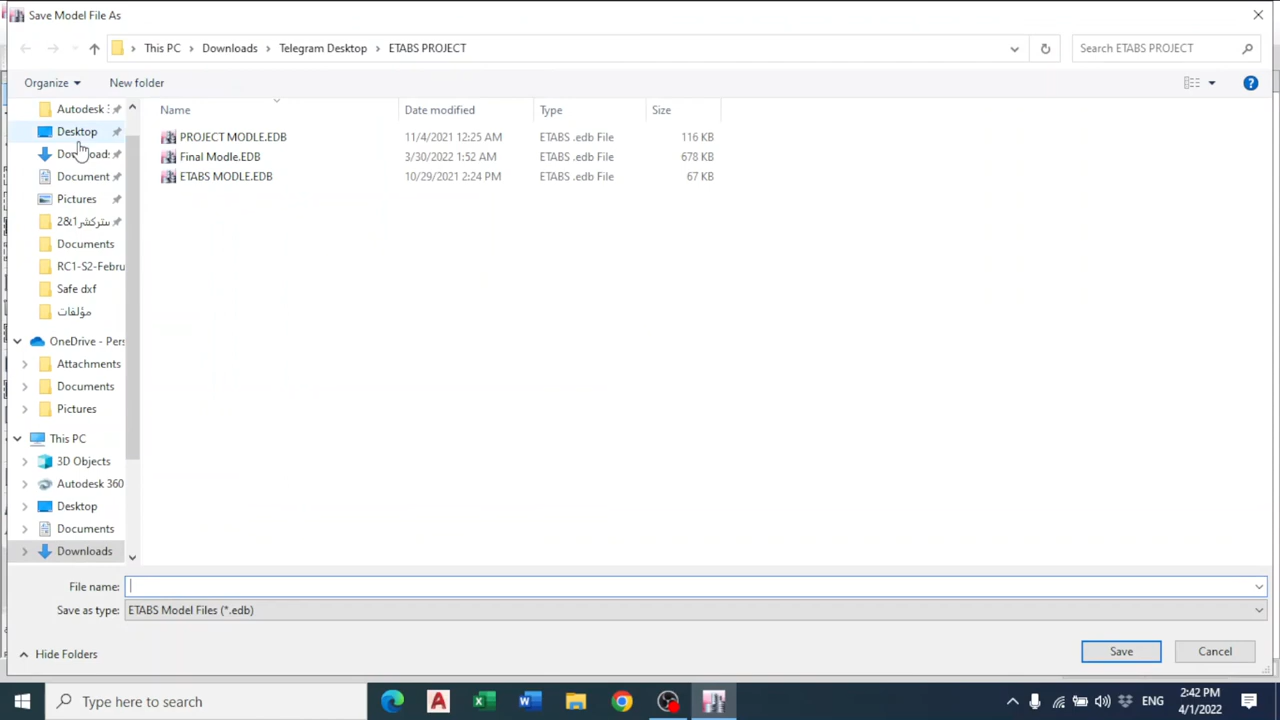 Save Model File As
This PC > Downloads > Telegram Desktop > ETABS PROJECT
Search ETABS PROJECT
Organize
New folder
Name
Date modified
Type
Size
PROJECT MODLE.EDB 11/4/2021 12:25 AM ETABS .edb File 116 KB
Final Modle.EDB 3/30/2022 1:52 AM ETABS .edb File 678 KB
ETABS MODLE.EDB 10/29/2021 2:24 PM ETABS .edb File 67 KB
Autodesk
Desktop
Document
Pictures
ستركشر1&2
Documents
RC1-S2-Febru
Safe dxf
مؤلفات
OneDrive - Pers
Attachments
Documents
Pictures
This PC
3D Objects
Autodesk 360
Desktop
Documents
Downloads
File name:
Save as type: ETABS Model Files (*.edb)
Hide Folders
Save
Cancel
Type here to search
ENG
2:42 PM
4/1/2022